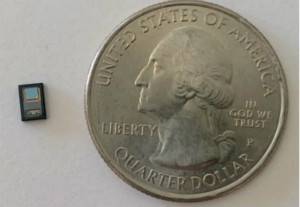 UNITED STATES OF AMERICA
LIBERTY
IN
GOD WE
TRUST
P
QUARTER DOLLAR